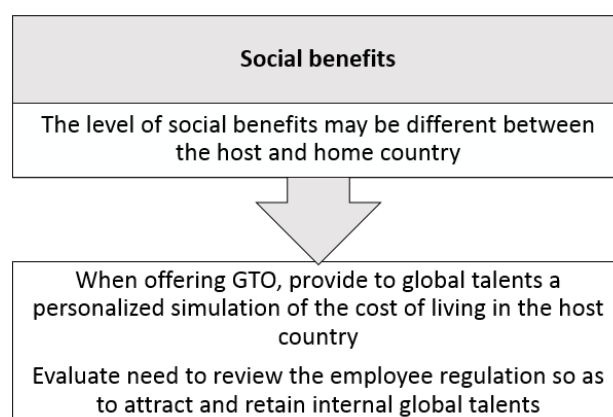 Social benefits
The level of social benefits may be different between
the host and home country
When offering GTO, provide to global talents a
personalized simulation of the cost of living in the host
country
Evaluate need to review the employee regulation so as
to attract and retain internal global talents